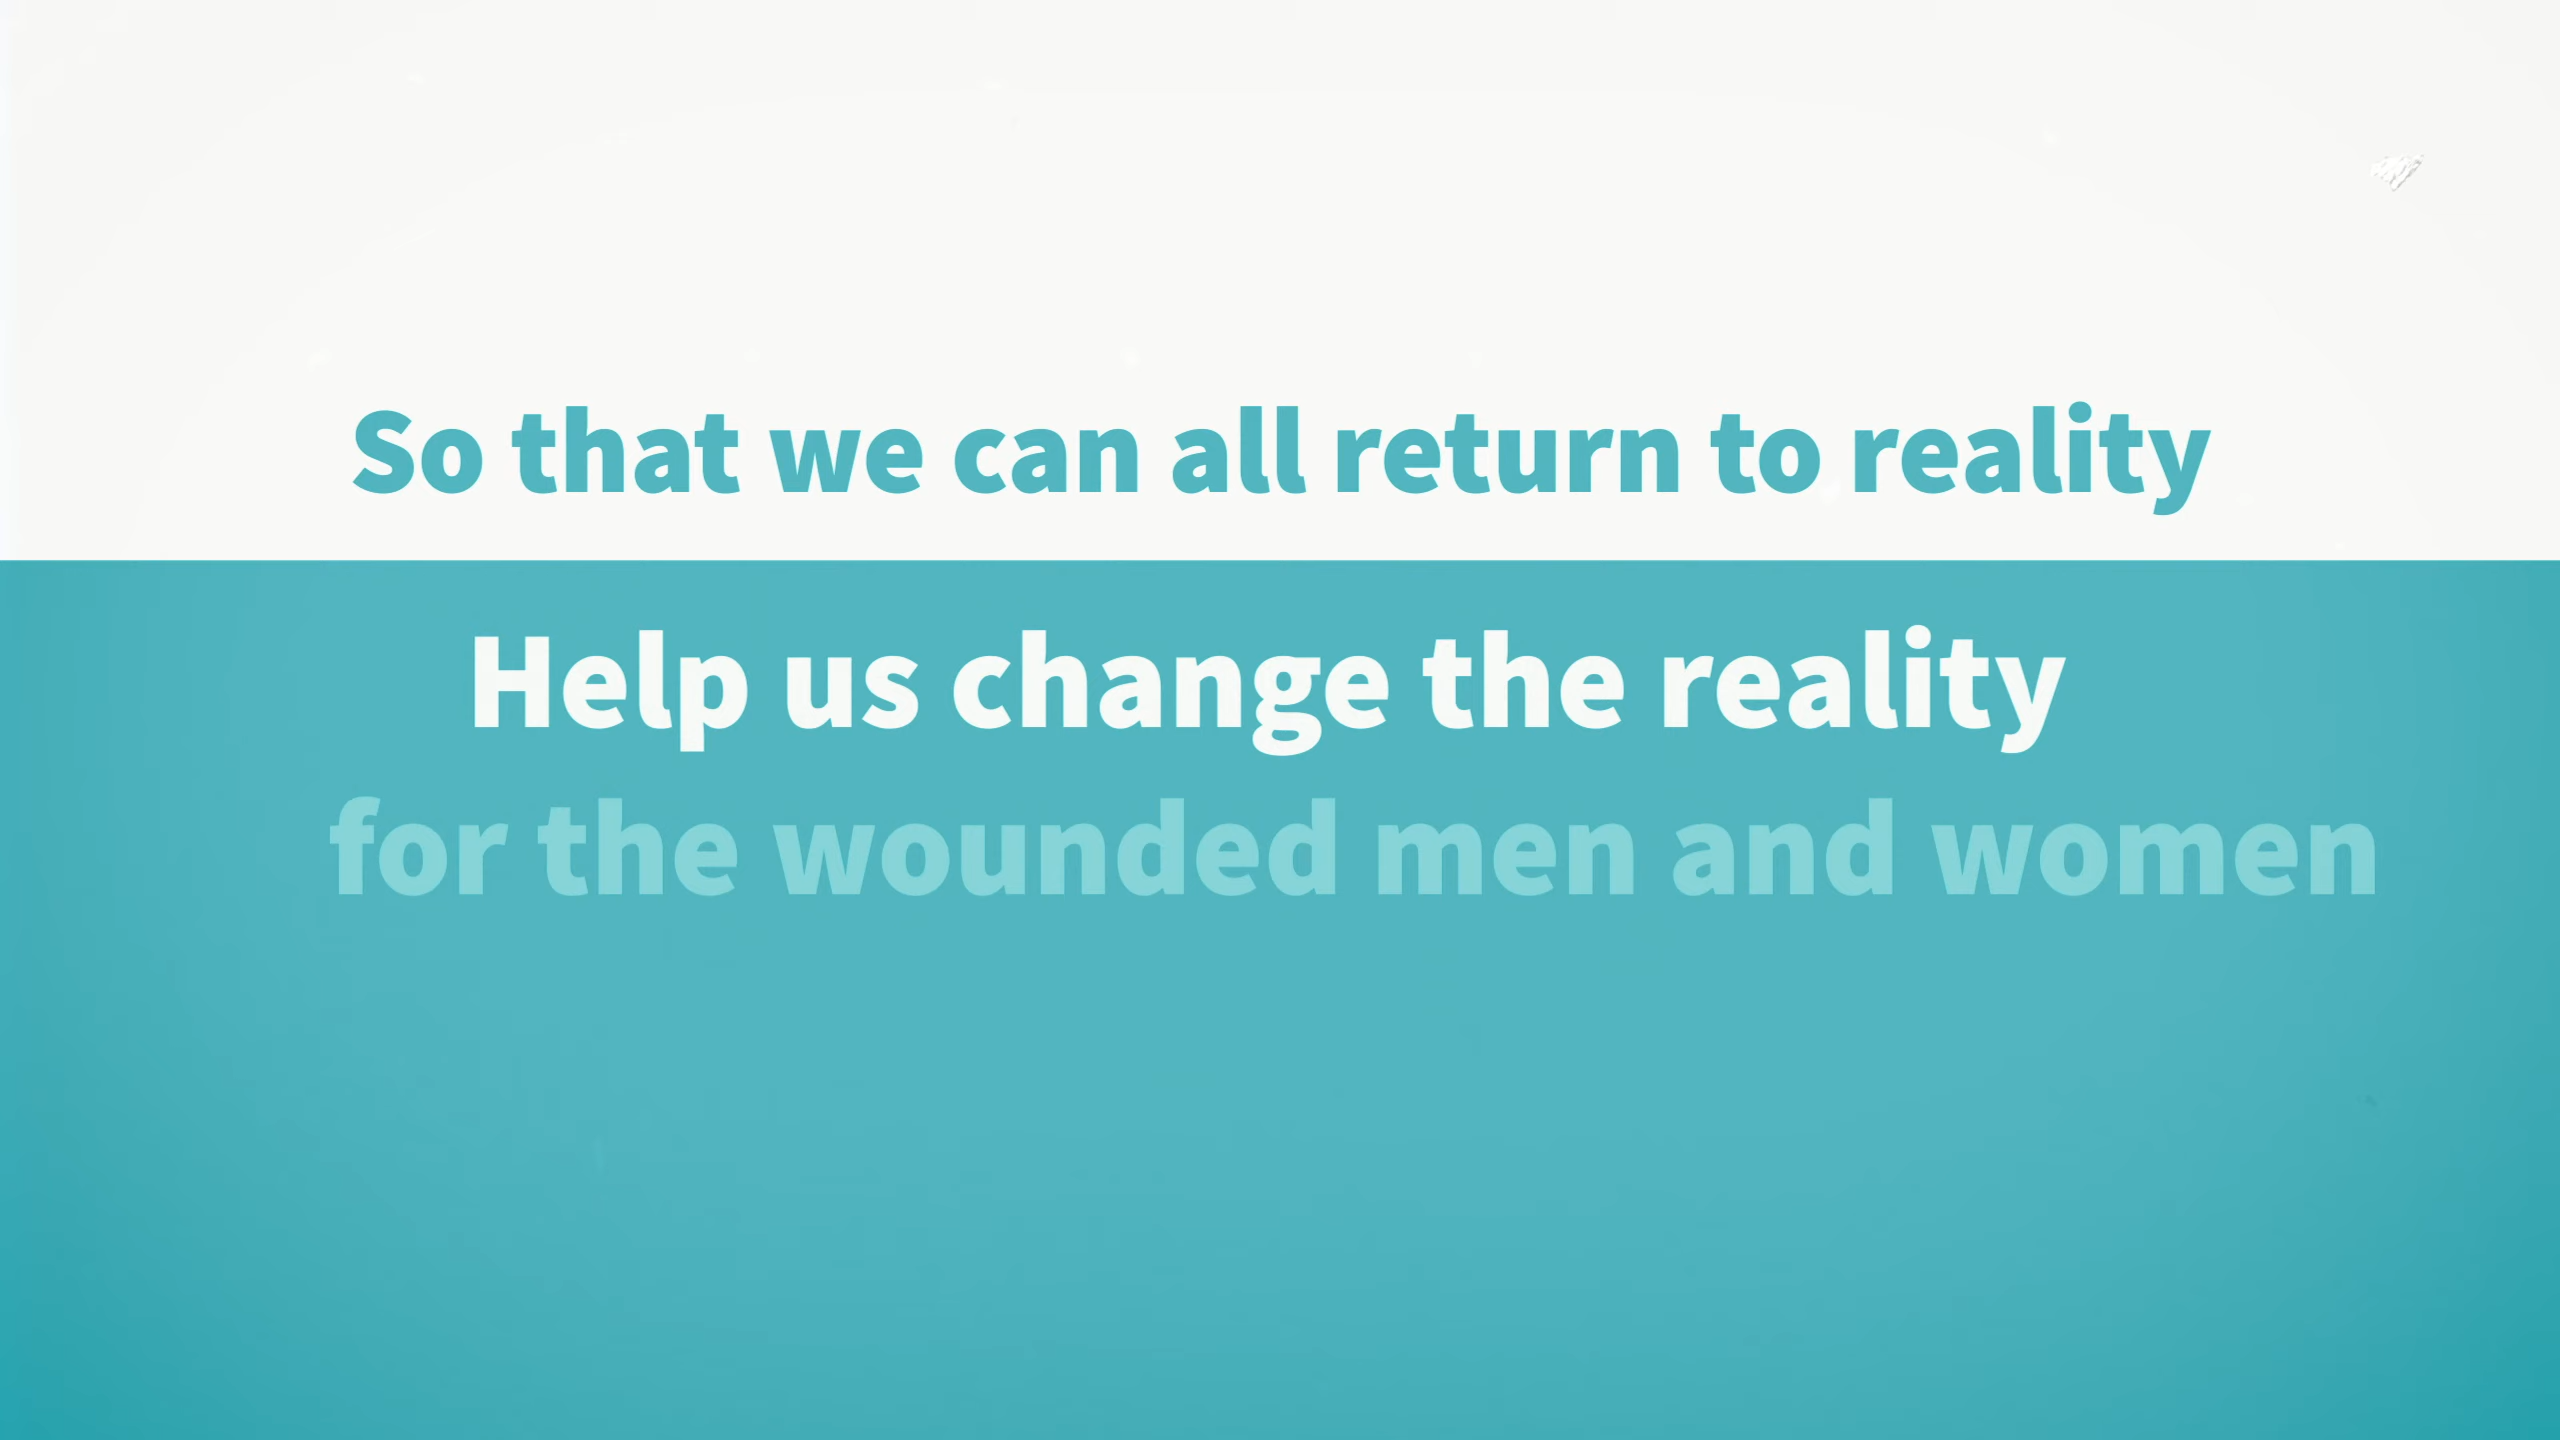 So that we can all return to reality
Help us change the reality
for the wounded men and women